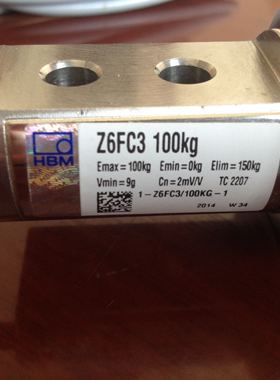 HBM
Z6FC3 100kg
Emax=100kg Emin=0kg Elim=150kg
Vmin=9g Cn=2mV/V TC 2207
1-Z6FC3/100KG-1
2014 W 34